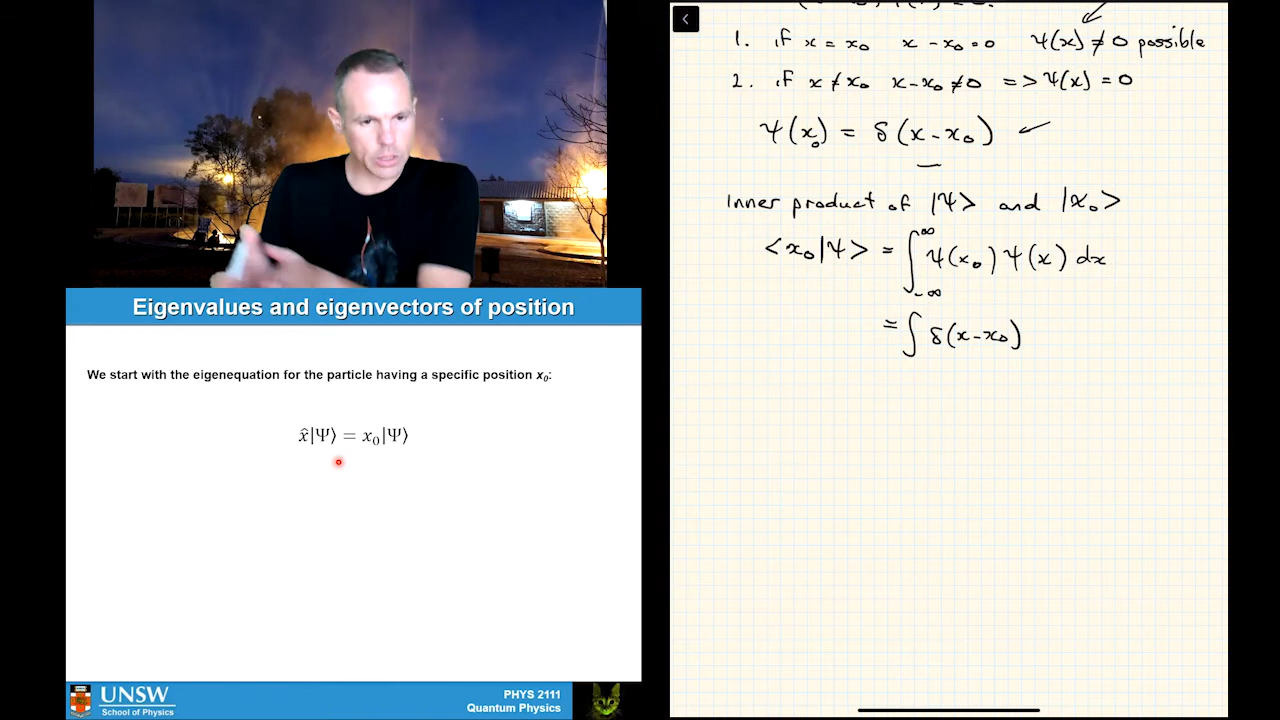 Eigenvalues and eigenvectors of position
We start with the eigenequation for the particle having a specific position x₀:
x̂|Ψ⟩ = x₀|Ψ⟩
UNSW
School of Physics
PHYS 2111
Quantum Physics
1. if x = x₀ x - x₀ = 0 Ψ(x) ≠ 0 possible
2. if x ≠ x₀ x - x₀ ≠ 0 => Ψ(x) = 0
Ψ(x₀) = δ(x - x₀) ✓
Inner product of |Ψ> and |x₀>
<x₀|Ψ> = ∫_{-∞}^{∞} Ψ(x₀) Ψ(x) dx
= ∫ δ(x - x₀)